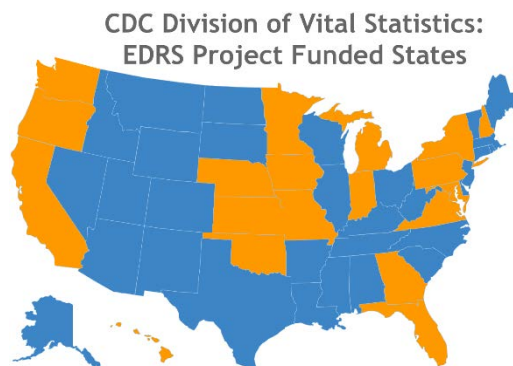 CDC Division of Vital Statistics:
EDRS Project Funded States